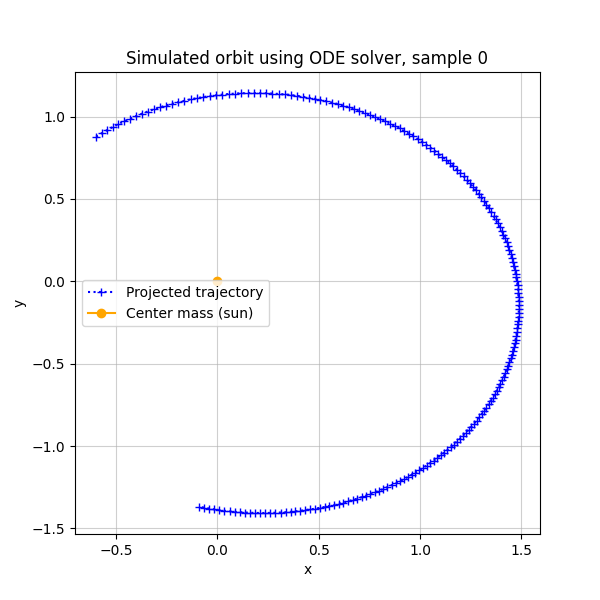 Simulated orbit using ODE solver, sample 0
1.0
0.5
0.0
−0.5
−1.0
−1.5
y
Projected trajectory
Center mass (sun)
−0.5
0.0
0.5
1.0
1.5
x